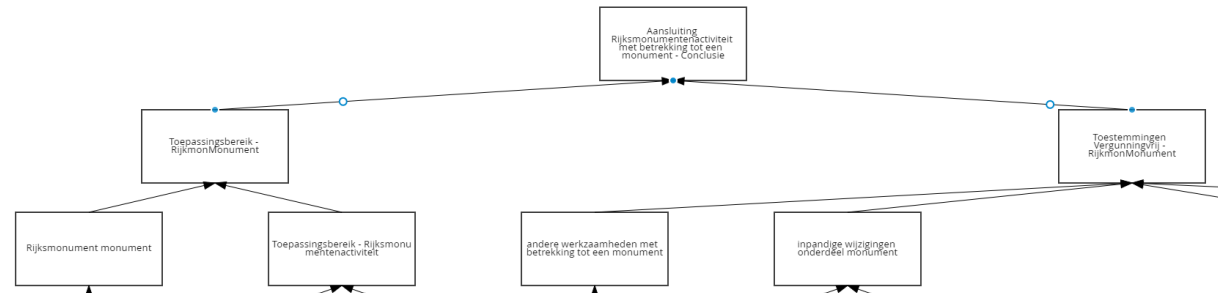 Aansluiting
Rijksmonumentenactiviteit
met betrekking tot een
monument - Conclusie
Toepassingsbereik -
RijkmonMonument
Toestemmingen
Vergunningvrij -
RijkmonMonument
Rijksmonument monument
Toepassingsbereik - Rijksmonu
mentenactiviteit
andere werkzaamheden met
betrekking tot een monument
inpandige wijzigingen
onderdeel monument